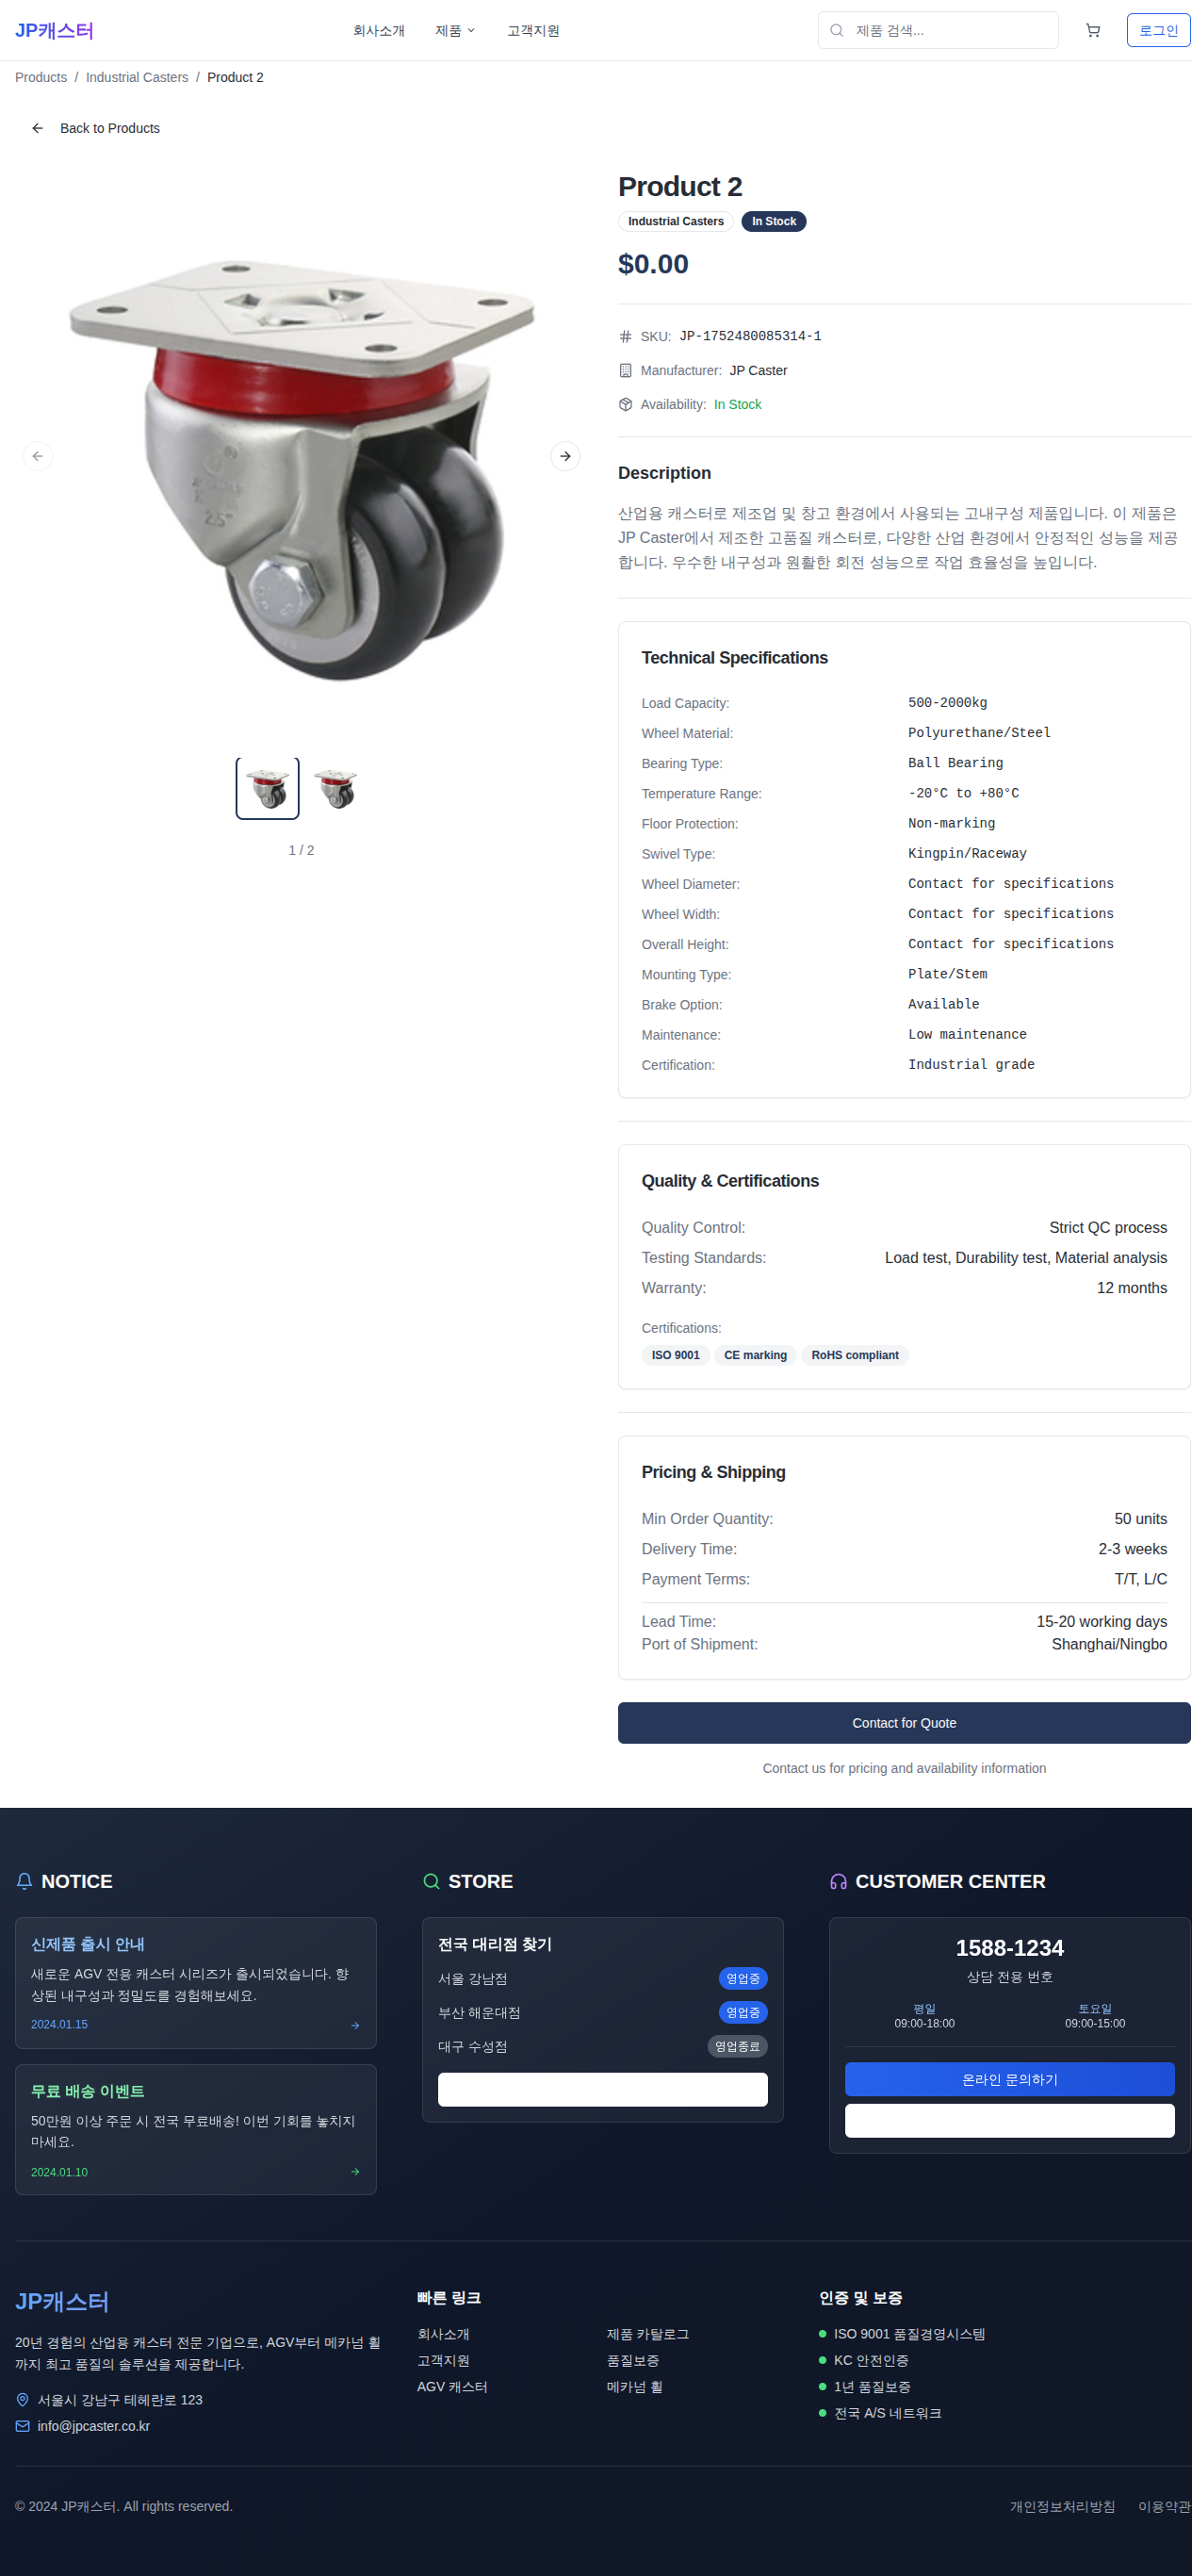 JP캐스터
회사소개
제품
고객지원
제품 검색...
로그인
Products / Industrial Casters / Product 2
Back to Products
Product 2
Industrial Casters
In Stock
$0.00
SKU: JP-1752480085314-1
Manufacturer: JP Caster
Availability: In Stock
Description
산업용 캐스터로 제조업 및 창고 환경에서 사용되는 고내구성 제품입니다. 이 제품은
JP Caster에서 제조한 고품질 캐스터로, 다양한 산업 환경에서 안정적인 성능을 제공
합니다. 우수한 내구성과 원활한 회전 성능으로 작업 효율성을 높입니다.
2.5"
1 / 2
Technical Specifications
Load Capacity: 500-2000kg
Wheel Material: Polyurethane/Steel
Bearing Type: Ball Bearing
Temperature Range: -20°C to +80°C
Floor Protection: Non-marking
Swivel Type: Kingpin/Raceway
Wheel Diameter: Contact for specifications
Wheel Width: Contact for specifications
Overall Height: Contact for specifications
Mounting Type: Plate/Stem
Brake Option: Available
Maintenance: Low maintenance
Certification: Industrial grade
Quality & Certifications
Quality Control: Strict QC process
Testing Standards: Load test, Durability test, Material analysis
Warranty: 12 months
Certifications:
ISO 9001 CE marking RoHS compliant
Pricing & Shipping
Min Order Quantity: 50 units
Delivery Time: 2-3 weeks
Payment Terms: T/T, L/C
Lead Time: 15-20 working days
Port of Shipment: Shanghai/Ningbo
Contact for Quote
Contact us for pricing and availability information
NOTICE
신제품 출시 안내
새로운 AGV 전용 캐스터 시리즈가 출시되었습니다. 향
상된 내구성과 정밀도를 경험해보세요.
2024.01.15
무료 배송 이벤트
50만원 이상 주문 시 전국 무료배송! 이번 기회를 놓치지
마세요.
2024.01.10
STORE
전국 대리점 찾기
서울 강남점 영업중
부산 해운대점 영업중
대구 수성점 영업종료
CUSTOMER CENTER
1588-1234
상담 전용 번호
평일
09:00-18:00
토요일
09:00-15:00
온라인 문의하기
JP캐스터
20년 경험의 산업용 캐스터 전문 기업으로, AGV부터 메카넘 휠
까지 최고 품질의 솔루션을 제공합니다.
서울시 강남구 테헤란로 123
info@jpcaster.co.kr
빠른 링크
회사소개
제품 카탈로그
고객지원
품질보증
AGV 캐스터
메카넘 휠
인증 및 보증
ISO 9001 품질경영시스템
KC 안전인증
1년 품질보증
전국 A/S 네트워크
© 2024 JP캐스터. All rights reserved.
개인정보처리방침
이용약관